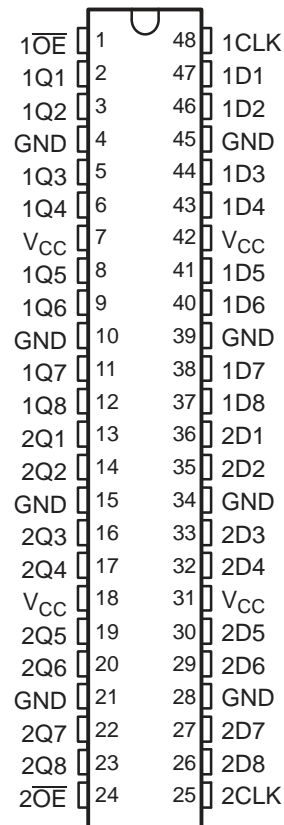 1O̅E̅ 1 48 1CLK
1Q1 2 47 1D1
1Q2 3 46 1D2
GND 4 45 GND
1Q3 5 44 1D3
1Q4 6 43 1D4
VCC 7 42 VCC
1Q5 8 41 1D5
1Q6 9 40 1D6
GND 10 39 GND
1Q7 11 38 1D7
1Q8 12 37 1D8
2Q1 13 36 2D1
2Q2 14 35 2D2
GND 15 34 GND
2Q3 16 33 2D3
2Q4 17 32 2D4
VCC 18 31 VCC
2Q5 19 30 2D5
2Q6 20 29 2D6
GND 21 28 GND
2Q7 22 27 2D7
2Q8 23 26 2D8
2O̅E̅ 24 25 2CLK